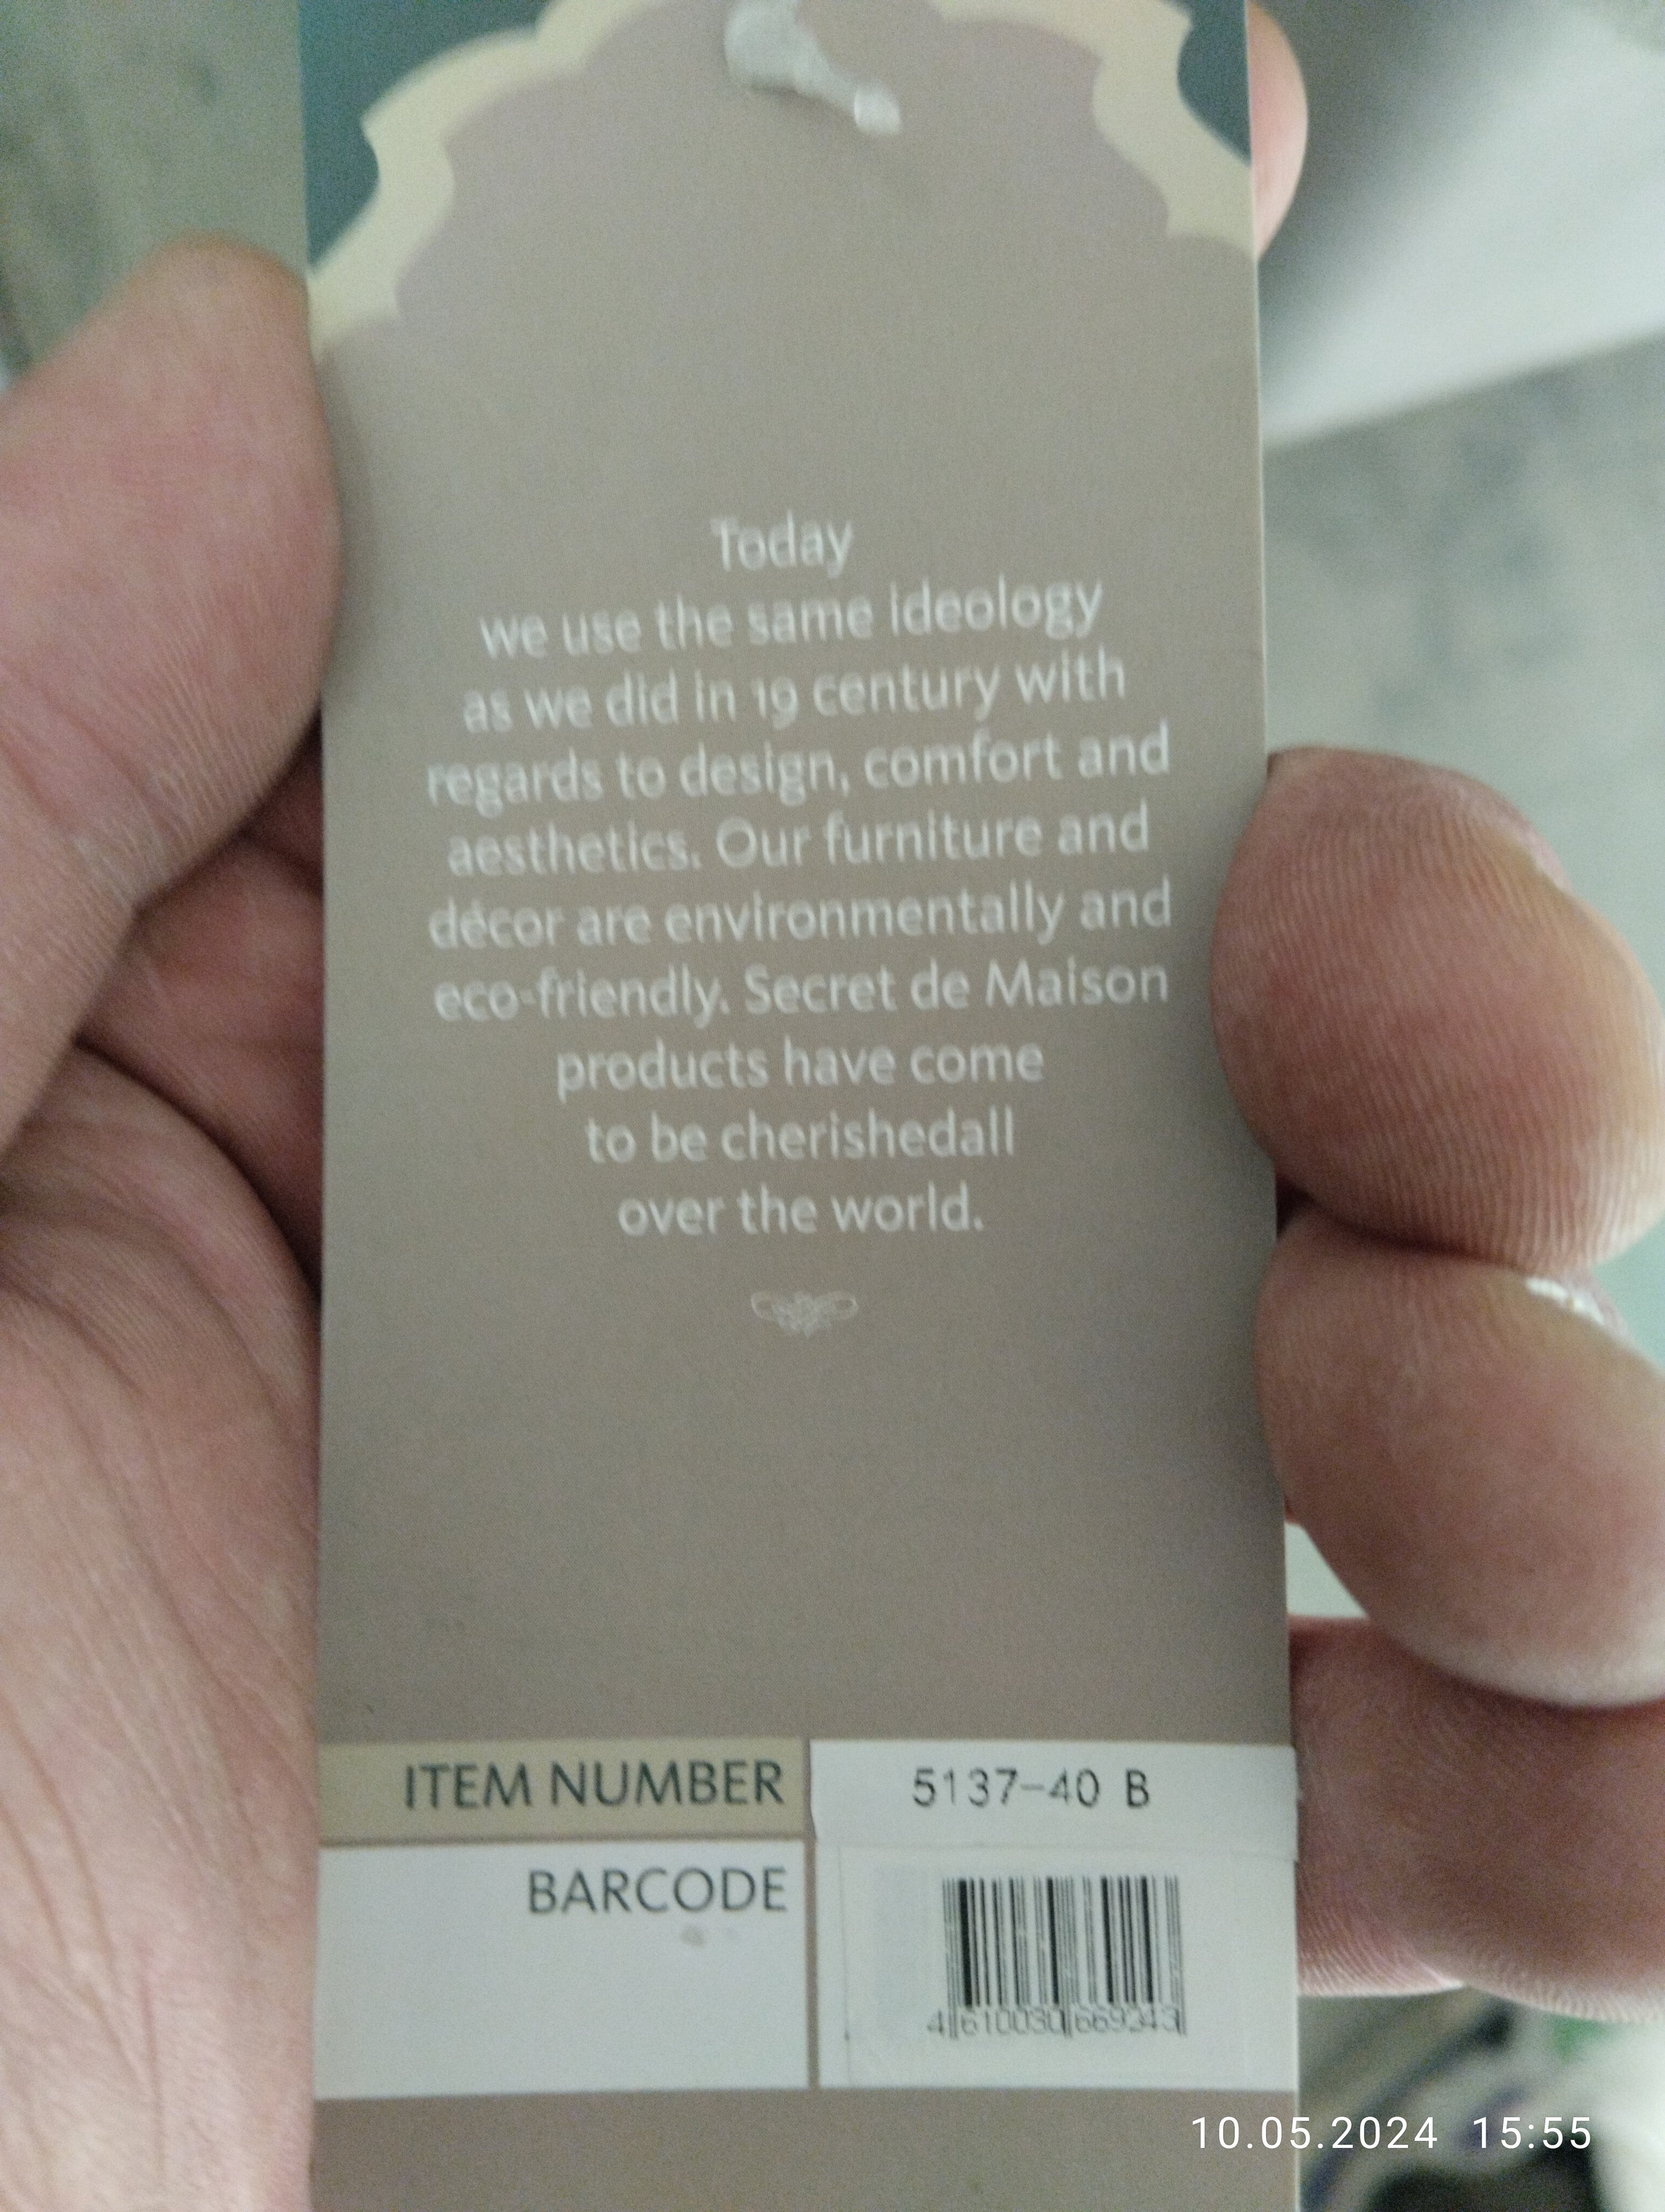 Today
we use the same ideology
as we did in 19 century with
regards to design, comfort and
aesthetics. Our furniture and
décor are environmentally and
eco-friendly. Secret de Maison
products have come
to be cherishedall
over the world.
ITEM NUMBER
5137-40 B
BARCODE
4 610030 669243
10.05.2024 15:55